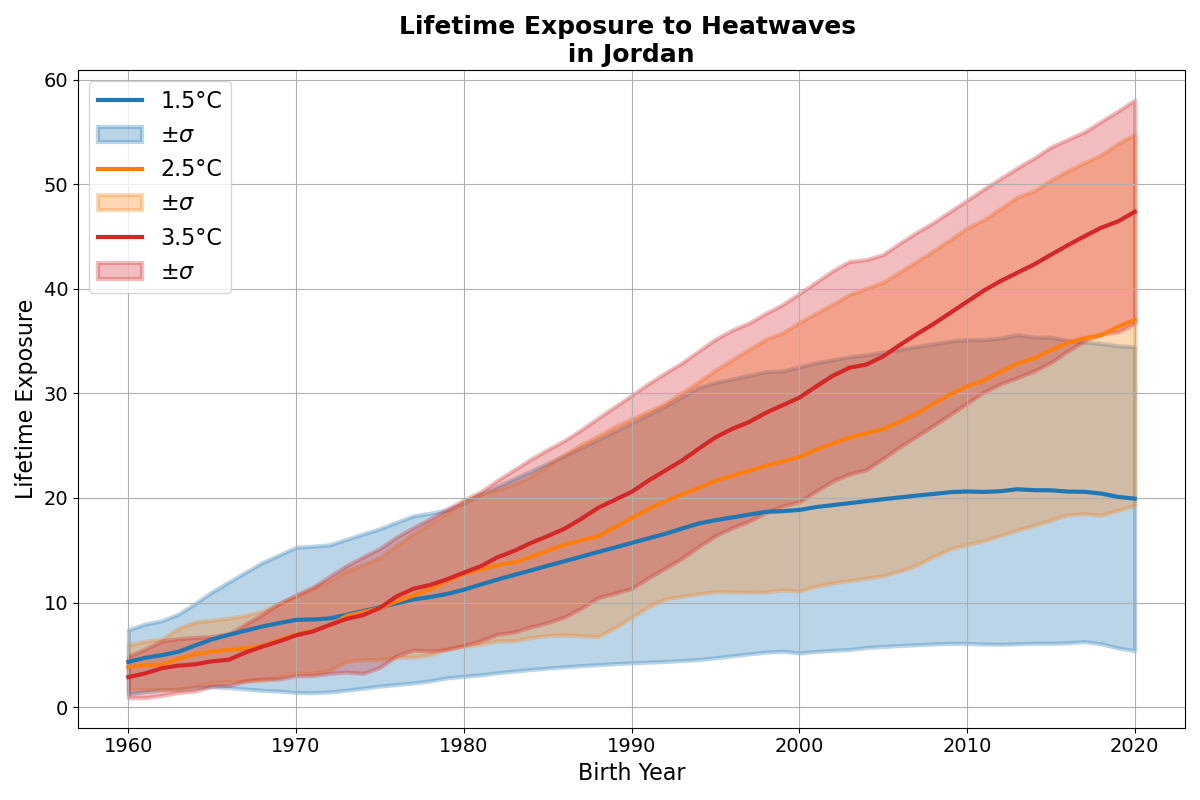 Lifetime Exposure to Heatwaves
in Jordan
1.5°C
±σ
2.5°C
±σ
3.5°C
±σ
Lifetime Exposure
60
50
40
30
20
10
0
1960 1970 1980 1990 2000 2010 2020
Birth Year